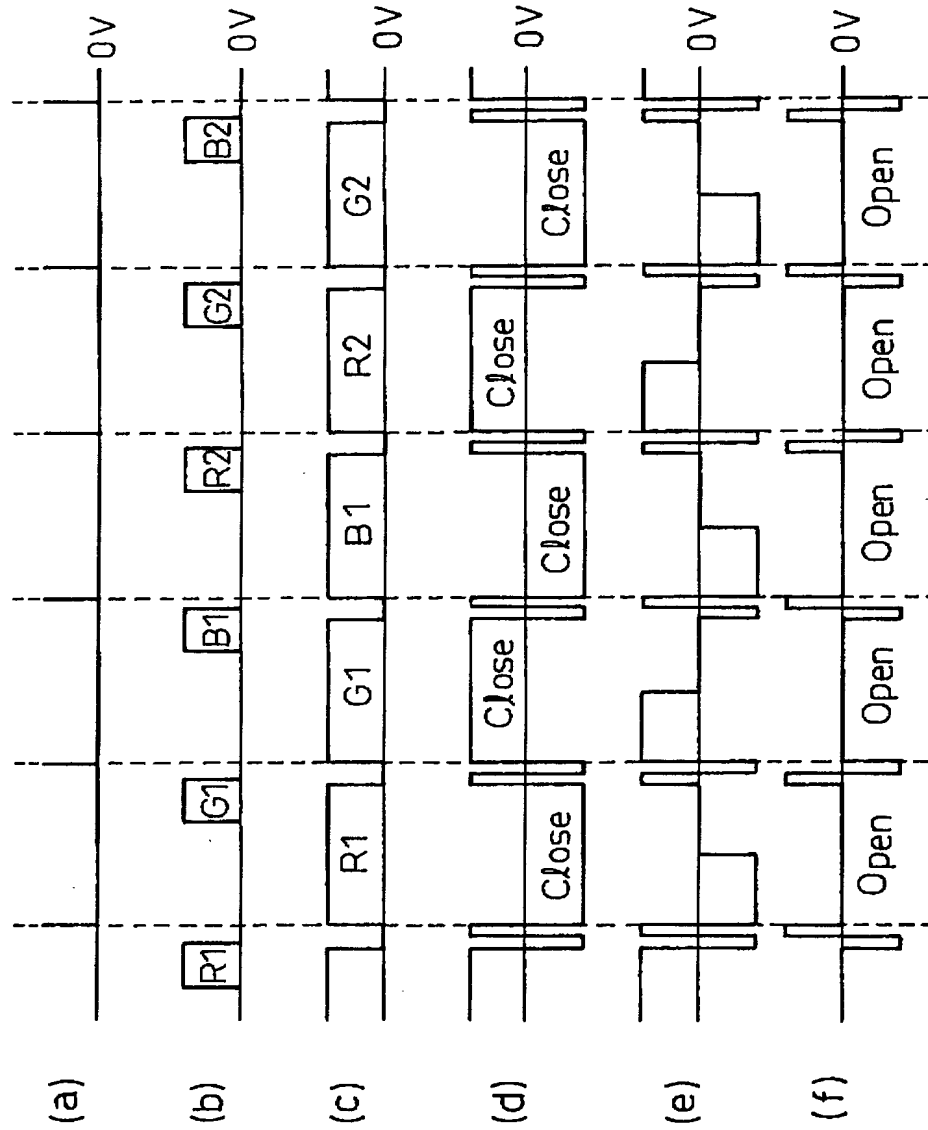 (a) 0V
(b) R1 G1 B1 R2 G2 B2 0V
(c) R1 G1 B1 R2 G2 0V
(d) Close Close Close Close Close 0V
(e) 0V
(f) Open Open Open Open Open 0V